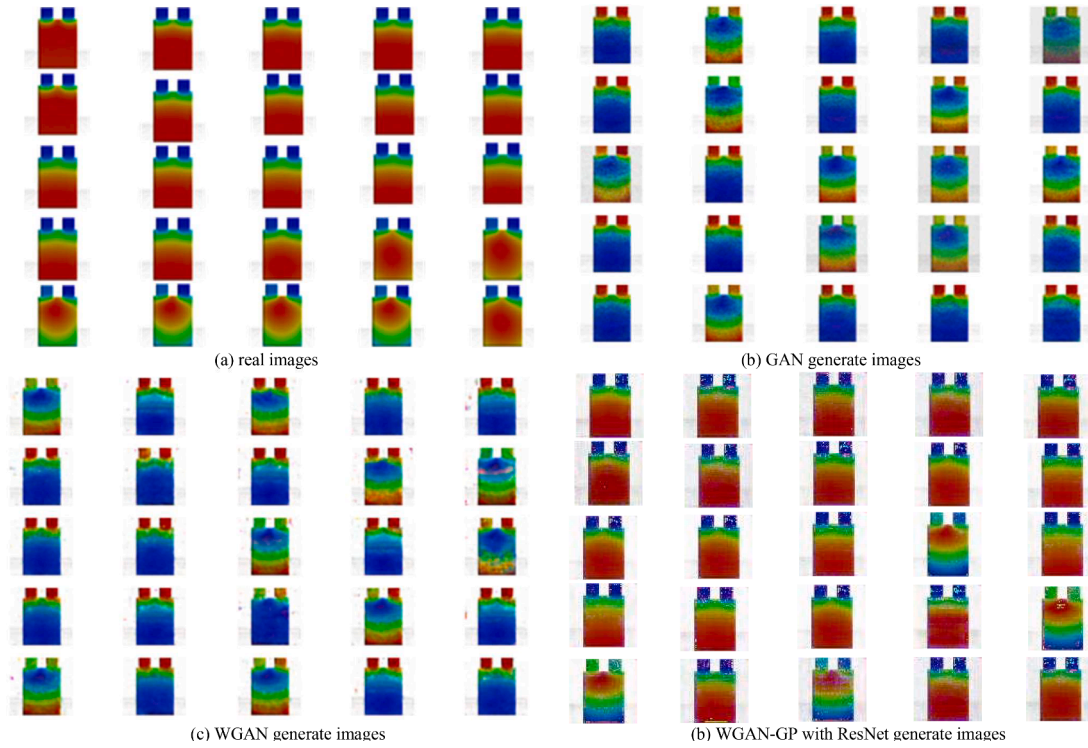 (a) real images
(b) GAN generate images
(c) WGAN generate images
(b) WGAN-GP with ResNet generate images